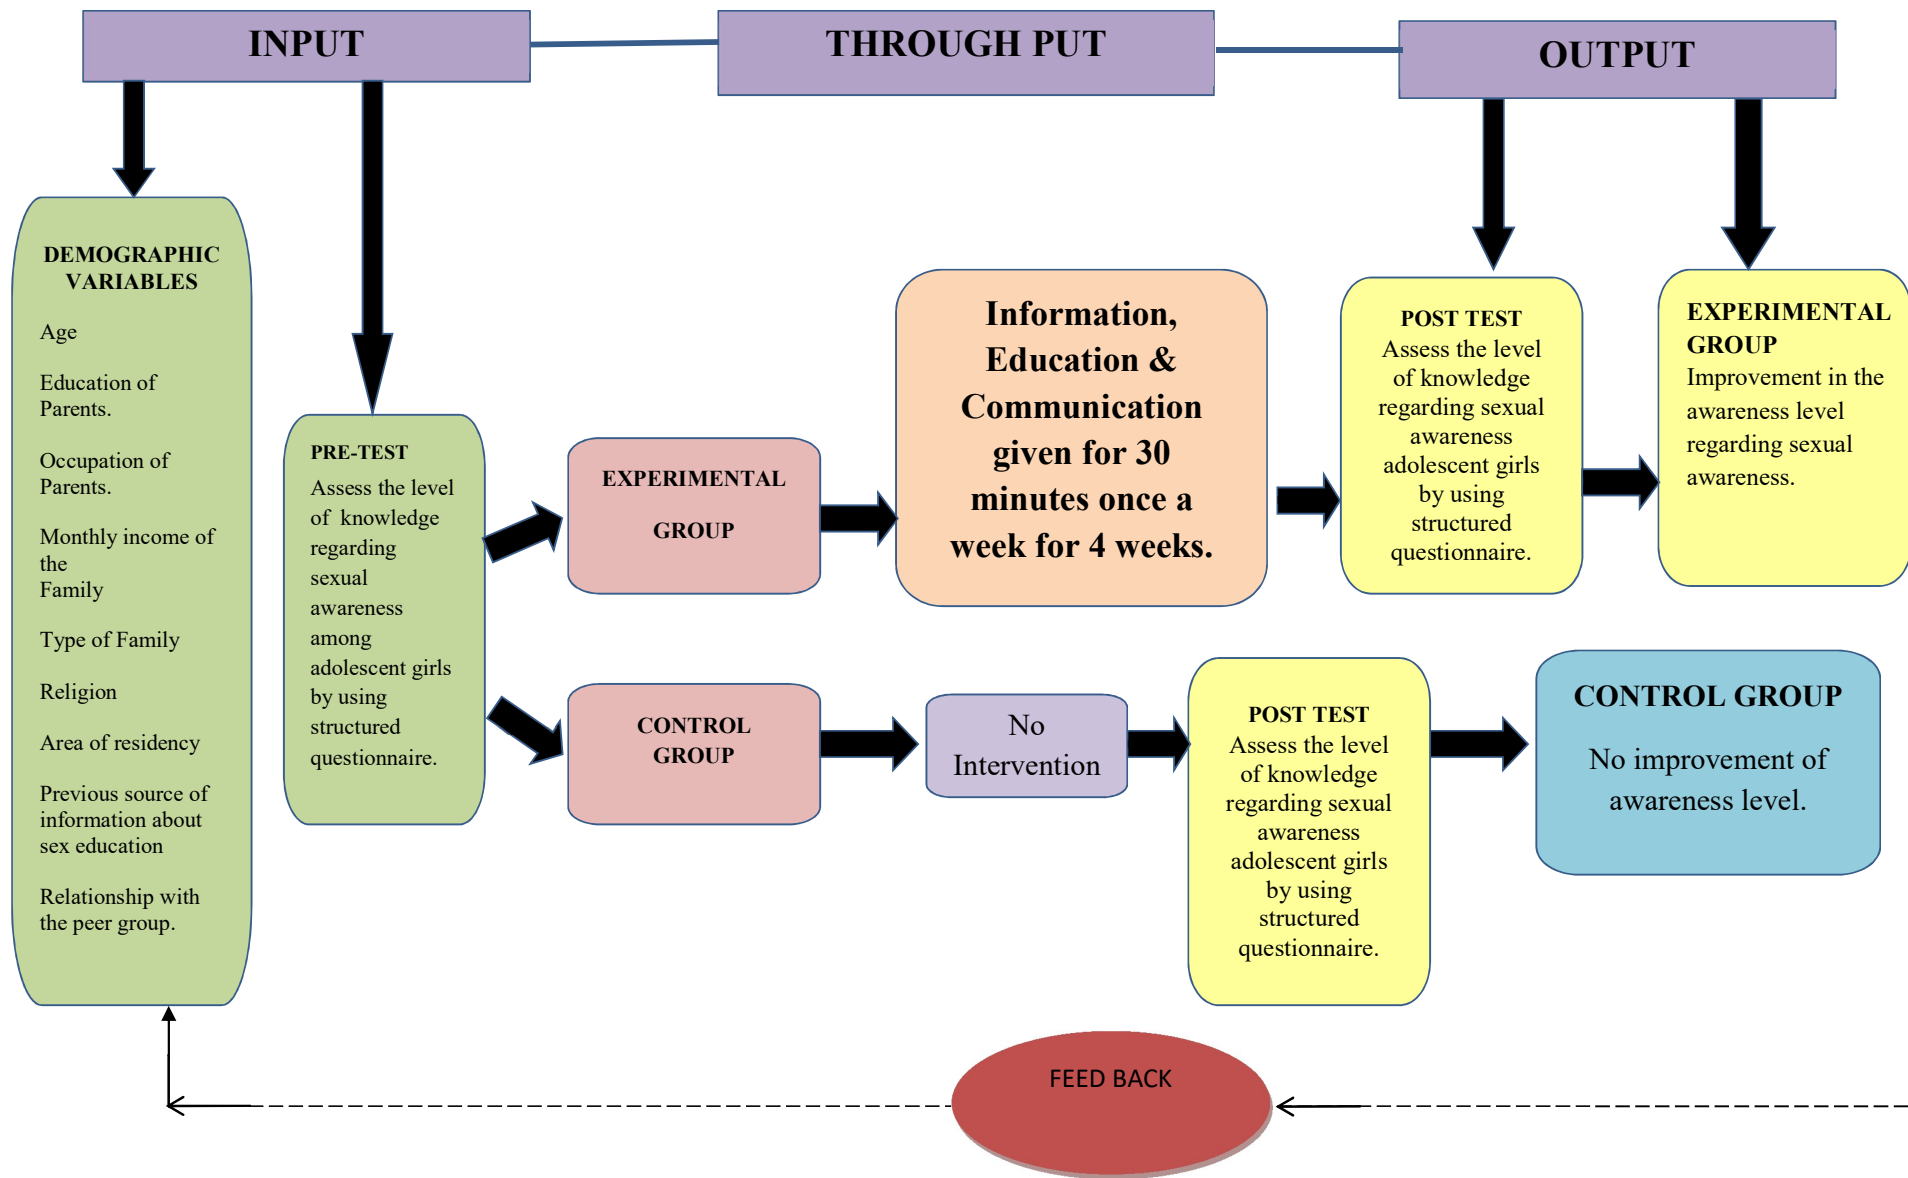 INPUT
THROUGH PUT
OUTPUT
DEMOGRAPHIC
VARIABLES
Age
Education of
Parents.
Occupation of
Parents.
Monthly income of
the
Family
Type of Family
Religion
Area of residency
Previous source of
information about
sex education
Relationship with
the peer group.
PRE-TEST
Assess the level
of knowledge
regarding
sexual
awareness
among
adolescent girls
by using
structured
questionnaire.
EXPERIMENTAL
GROUP
Information,
Education &
Communication
given for 30
minutes once a
week for 4 weeks.
POST TEST
Assess the level
of knowledge
regarding sexual
awareness
adolescent girls
by using
structured
questionnaire.
EXPERIMENTAL
GROUP
Improvement in the
awareness level
regarding sexual
awareness.
CONTROL
GROUP
No
Intervention
POST TEST
Assess the level
of knowledge
regarding sexual
awareness
adolescent girls
by using
structured
questionnaire.
CONTROL GROUP
No improvement of
awareness level.
FEED BACK